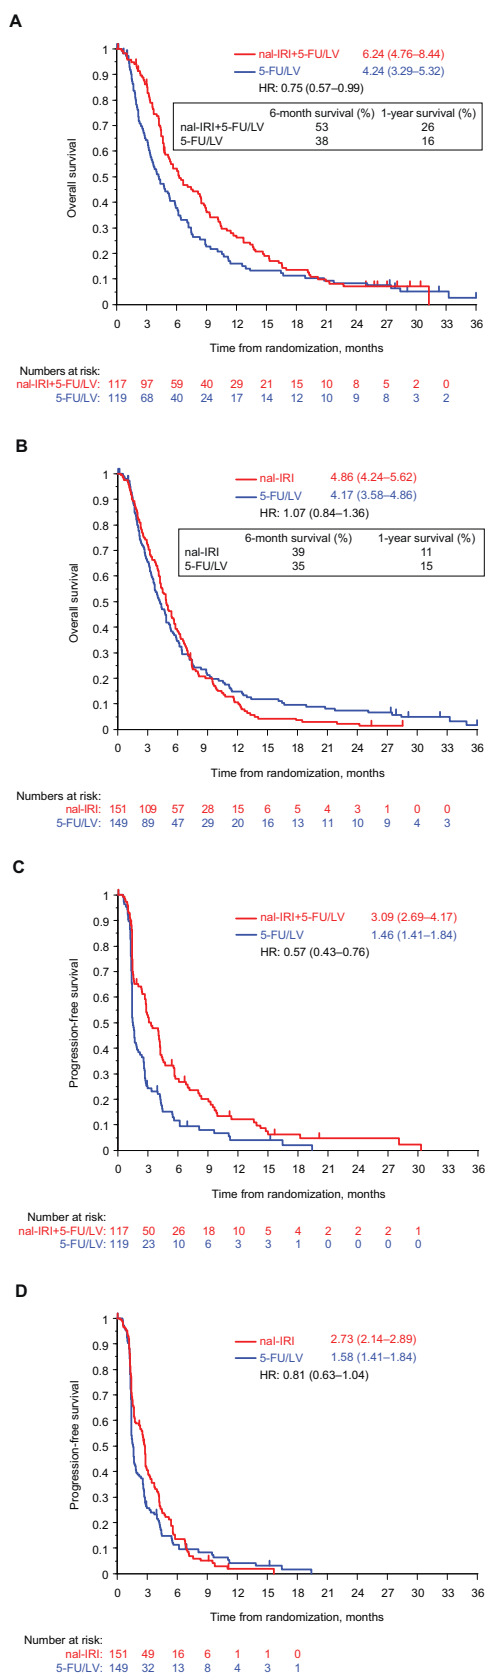 A
nal-IRI+5-FU/LV 6.24 (4.76–8.44)
5-FU/LV 4.24 (3.29–5.32)
HR: 0.75 (0.57–0.99)
6-month survival (%) 1-year survival (%)
nal-IRI+5-FU/LV 53 26
5-FU/LV 38 16
Overall survival
1
0.9
0.8
0.7
0.6
0.5
0.4
0.3
0.2
0.1
0
0 3 6 9 12 15 18 21 24 27 30 33 36
Time from randomization, months
Numbers at risk:
nal-IRI+5-FU/LV: 117 97 59 40 29 21 15 10 8 5 2 0
5-FU/LV: 119 68 40 24 17 14 12 10 9 8 3 2
B
nal-IRI 4.86 (4.24–5.62)
5-FU/LV 4.17 (3.58–4.86)
HR: 1.07 (0.84–1.36)
6-month survival (%) 1-year survival (%)
nal-IRI 39 11
5-FU/LV 35 15
Overall survival
1
0.9
0.8
0.7
0.6
0.5
0.4
0.3
0.2
0.1
0
0 3 6 9 12 15 18 21 24 27 30 33 36
Time from randomization, months
Numbers at risk:
nal-IRI: 151 109 57 28 15 6 5 4 3 1 0 0
5-FU/LV: 149 89 47 29 20 16 13 11 10 9 4 3
C
nal-IRI+5-FU/LV 3.09 (2.69–4.17)
5-FU/LV 1.46 (1.41–1.84)
HR: 0.57 (0.43–0.76)
Progression-free survival
1
0.9
0.8
0.7
0.6
0.5
0.4
0.3
0.2
0.1
0
0 3 6 9 12 15 18 21 24 27 30 33 36
Time from randomization, months
Number at risk:
nal-IRI+5-FU/LV: 117 50 26 18 10 5 4 2 2 2 1
5-FU/LV: 119 23 10 6 3 3 1 0 0 0 0
D
nal-IRI 2.73 (2.14–2.89)
5-FU/LV 1.58 (1.41–1.84)
HR: 0.81 (0.63–1.04)
Progression-free survival
1
0.9
0.8
0.7
0.6
0.5
0.4
0.3
0.2
0.1
0
0 3 6 9 12 15 18 21 24 27 30 33 36
Time from randomization, months
Number at risk:
nal-IRI: 151 49 16 6 1 1 0
5-FU/LV: 149 32 13 8 4 3 1